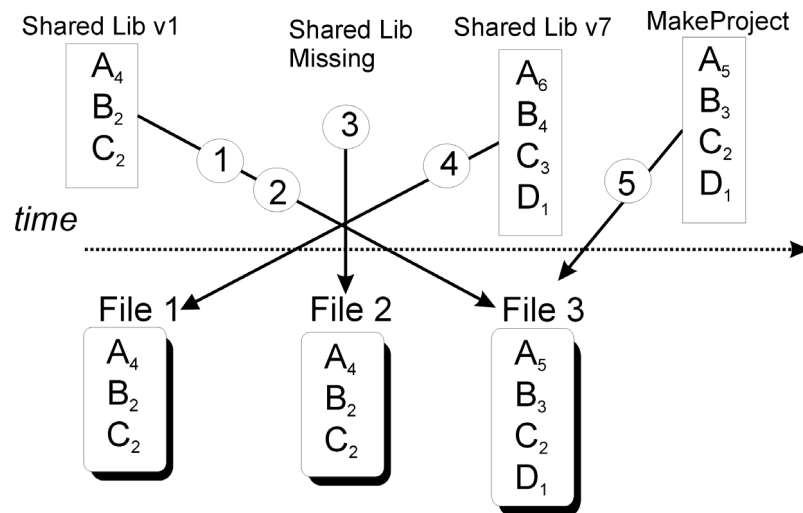 Shared Lib v1
A₄
B₂
C₂
Shared Lib
Missing
Shared Lib v7
A₆
B₄
C₃
D₁
MakeProject
A₅
B₃
C₂
D₁
1
2
3
4
5
time
File 1
A₄
B₂
C₂
File 2
A₄
B₂
C₂
File 3
A₅
B₃
C₂
D₁